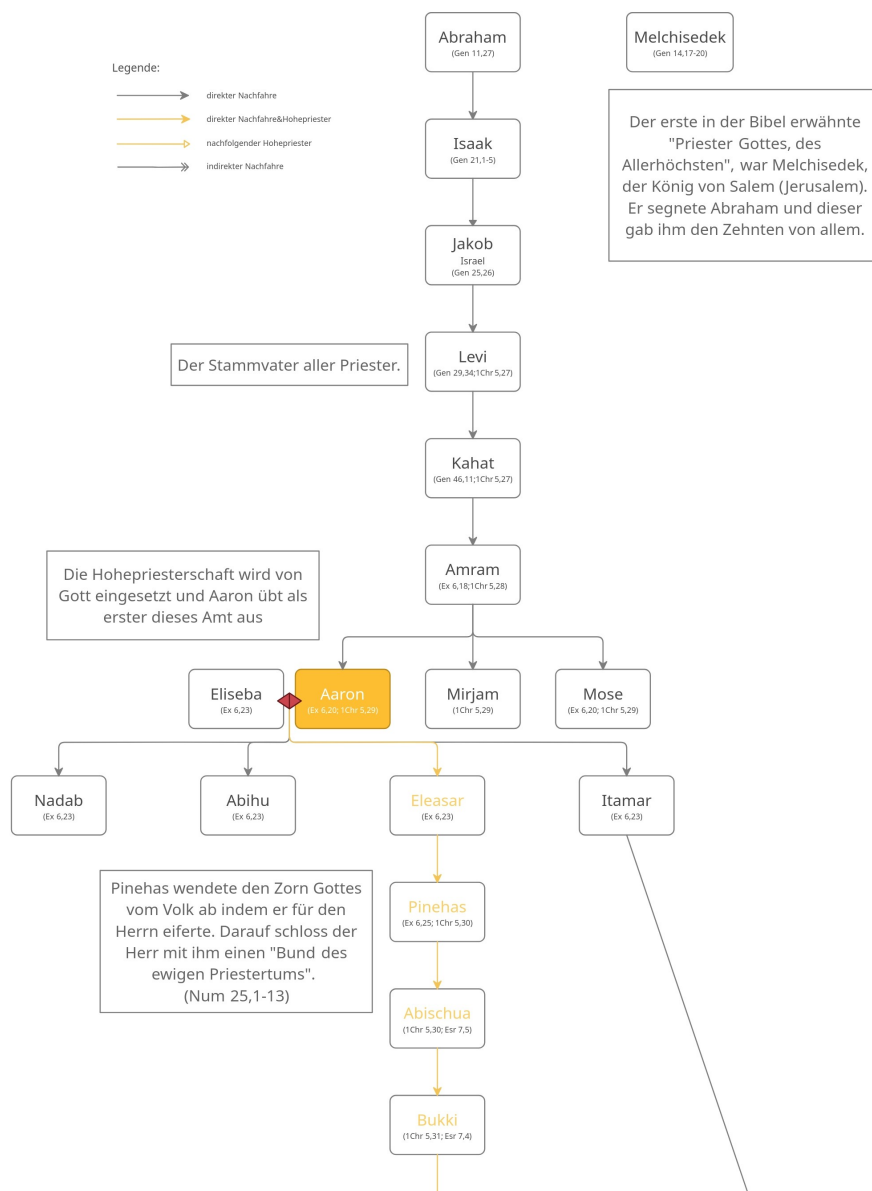 Abraham
(Gen 11,27)
Melchisedek
(Gen 14,17-20)
Legende:
direkter Nachfahre
direkter Nachfahre&Hohepriester
nachfolgender Hohepriester
indirekter Nachfahre
Der erste in der Bibel erwähnte
"Priester Gottes, des
Allerhöchsten", war Melchisedek,
der König von Salem (Jerusalem).
Er segnete Abraham und dieser
gab ihm den Zehnten von allem.
Isaak
(Gen 21,1-5)
Jakob
Israel
(Gen 25,26)
Der Stammvater aller Priester.
Levi
(Gen 29,34;1Chr 5,27)
Kahat
(Gen 46,11;1Chr 5,27)
Die Hohepriesterschaft wird von
Gott eingesetzt und Aaron übt als
erster dieses Amt aus
Amram
(Ex 6,18;1Chr 5,28)
Eliseba
(Ex 6,23)
Aaron
(Ex 6,20; 1Chr 5,29)
Mirjam
(1Chr 5,29)
Mose
(Ex 6,20; 1Chr 5,29)
Nadab
(Ex 6,23)
Abihu
(Ex 6,23)
Eleasar
(Ex 6,23)
Itamar
(Ex 6,23)
Pinehas wendete den Zorn Gottes
vom Volk ab indem er für den
Herrn eiferte. Darauf schloss der
Herr mit ihm einen "Bund des
ewigen Priestertums".
(Num 25,1-13)
Pinehas
(Ex 6,25; 1Chr 5,30)
Abischua
(1Chr 5,30; Esr 7,5)
Bukki
(1Chr 5,31; Esr 7,4)